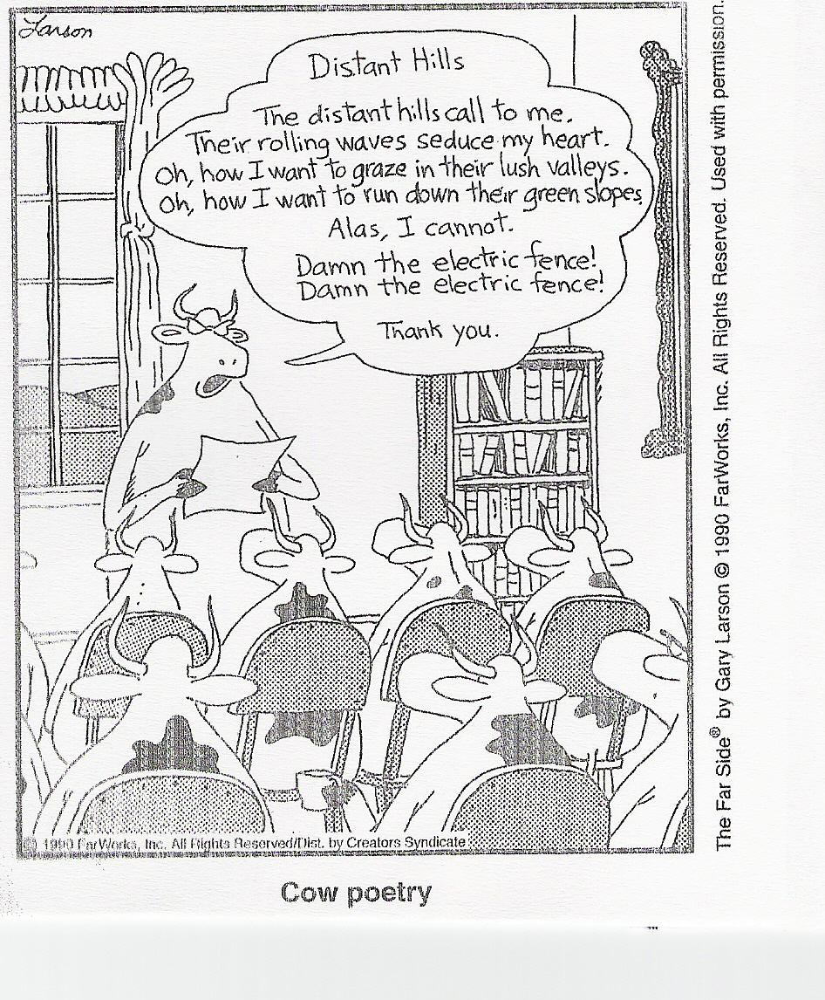 Larson
Distant Hills
The distant hills call to me.
Their rolling waves seduce my heart.
Oh, how I want to graze in their lush valleys.
Oh, how I want to run down their green slopes.
Alas, I cannot.
Damn the electric fence!
Damn the electric fence!
Thank you.
© 1990 FarWorks, Inc. All Rights Reserved/Dist. by Creators Syndicate
Cow poetry
The Far Side® by Gary Larson © 1990 FarWorks, Inc. All Rights Reserved. Used with permission.